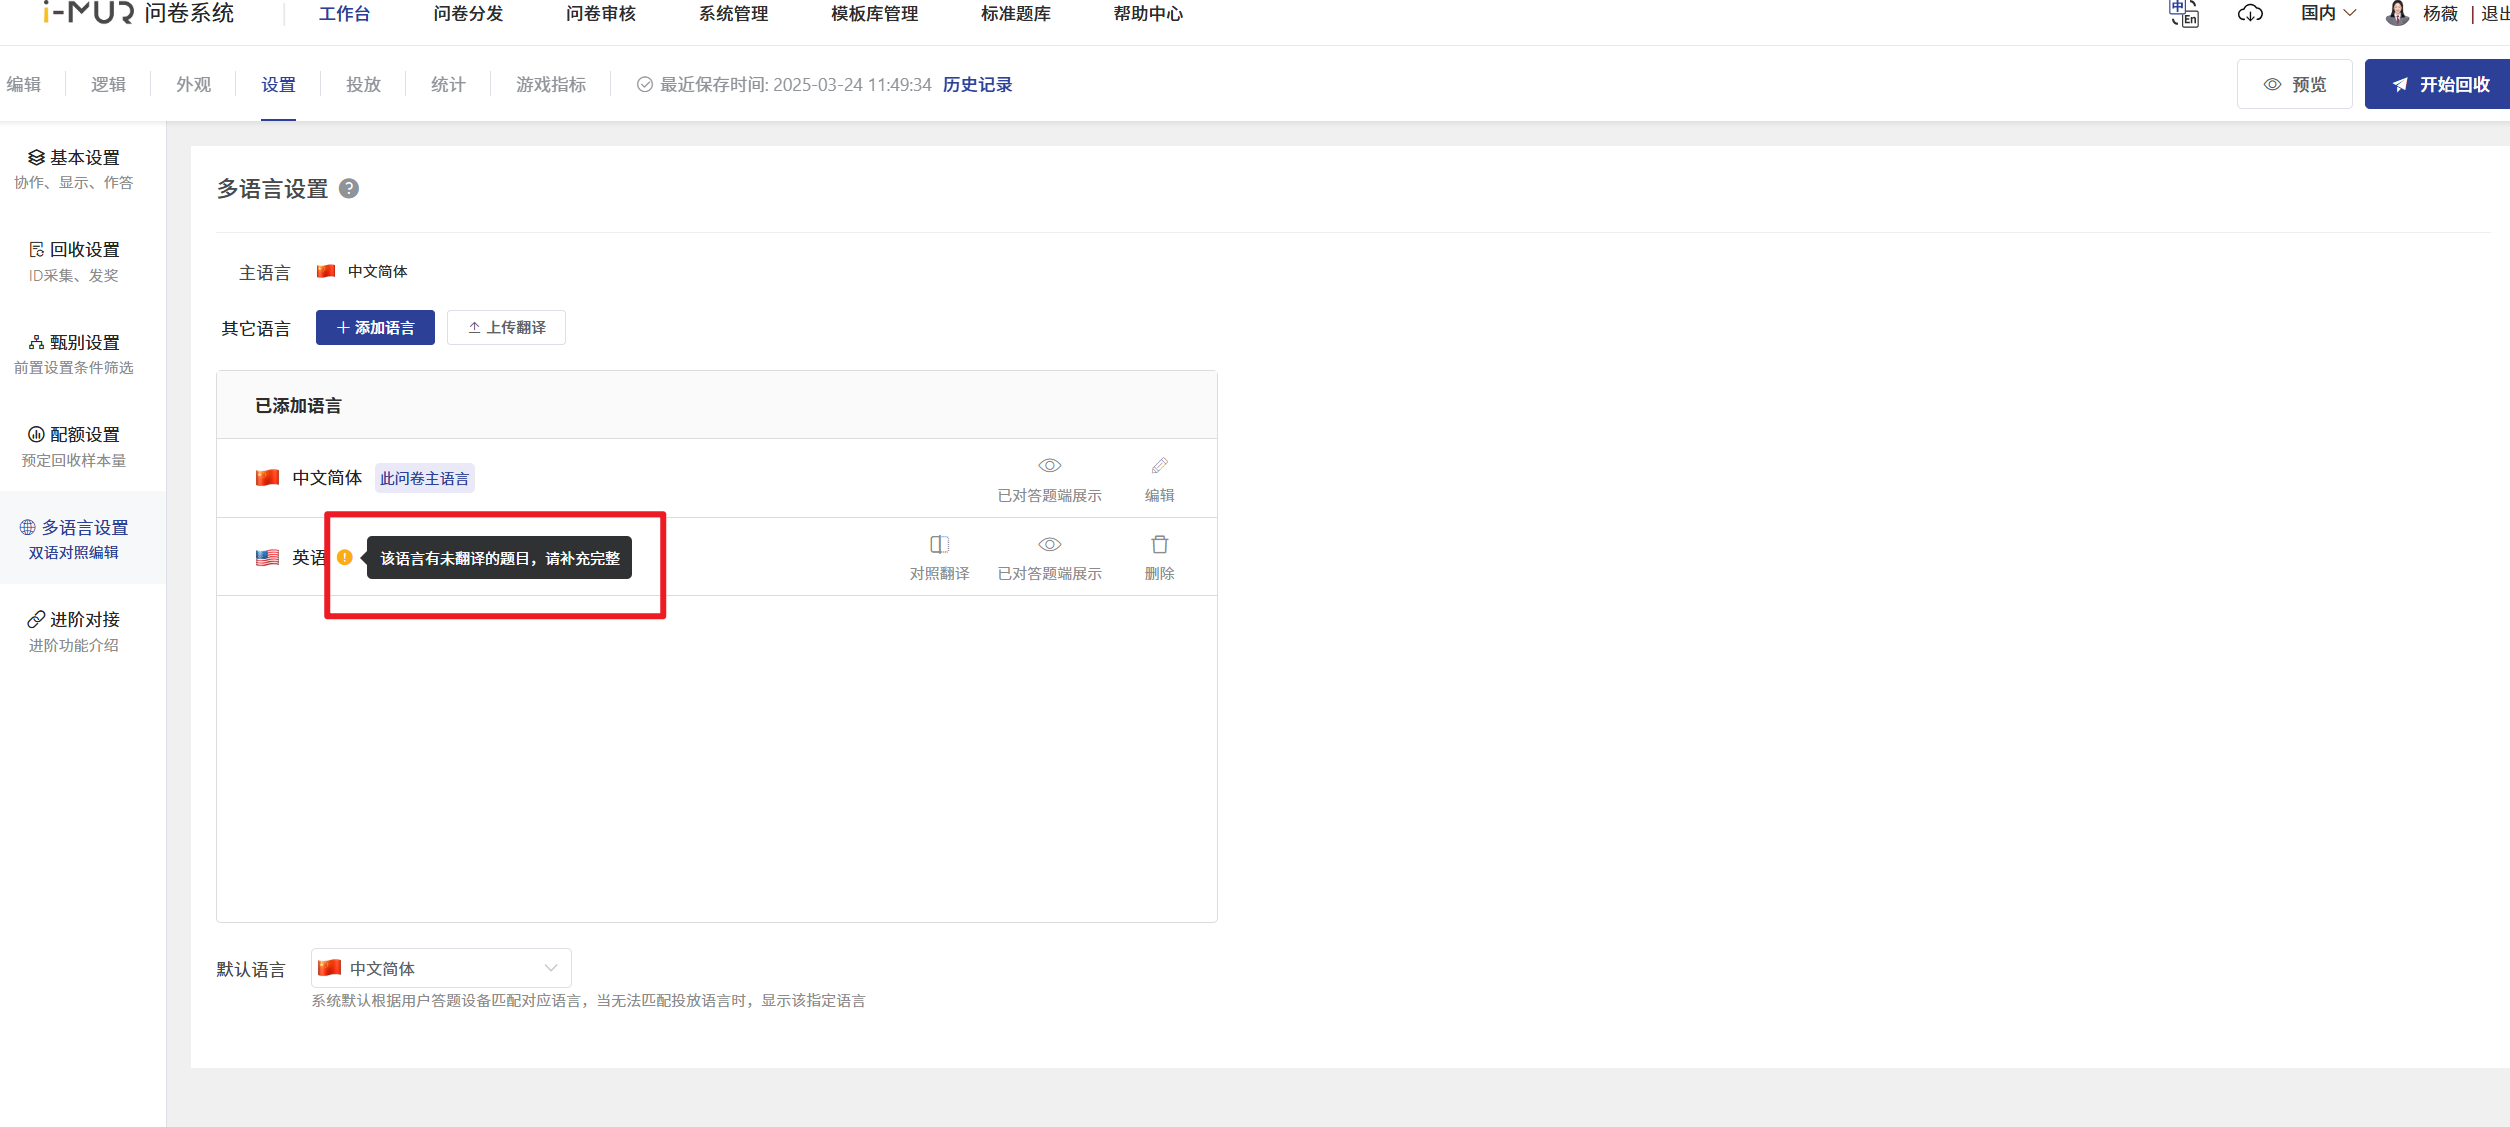 i-MUR 问卷系统 工作台 问卷分发 问卷审核 系统管理 模板库管理 标准题库 帮助中心 中 En 国内 杨薇 | 退出
编辑 逻辑 外观 设置 投放 统计 游戏指标 最近保存时间: 2025-03-24 11:49:34 历史记录 预览 开始回收
基本设置
协作、显示、作答
回收设置
ID采集、发奖
甄别设置
前置设置条件筛选
配额设置
预定回收样本量
多语言设置
双语对照编辑
进阶对接
进阶功能介绍
多语言设置 ?
主语言 中文简体
其它语言 添加语言 上传翻译
已添加语言
中文简体 此问卷主语言 已对答题端展示 编辑
英语 该语言有未翻译的题目，请补充完整 对照翻译 已对答题端展示 删除
默认语言 中文简体
系统默认根据用户答题设备匹配对应语言，当无法匹配投放语言时，显示该指定语言